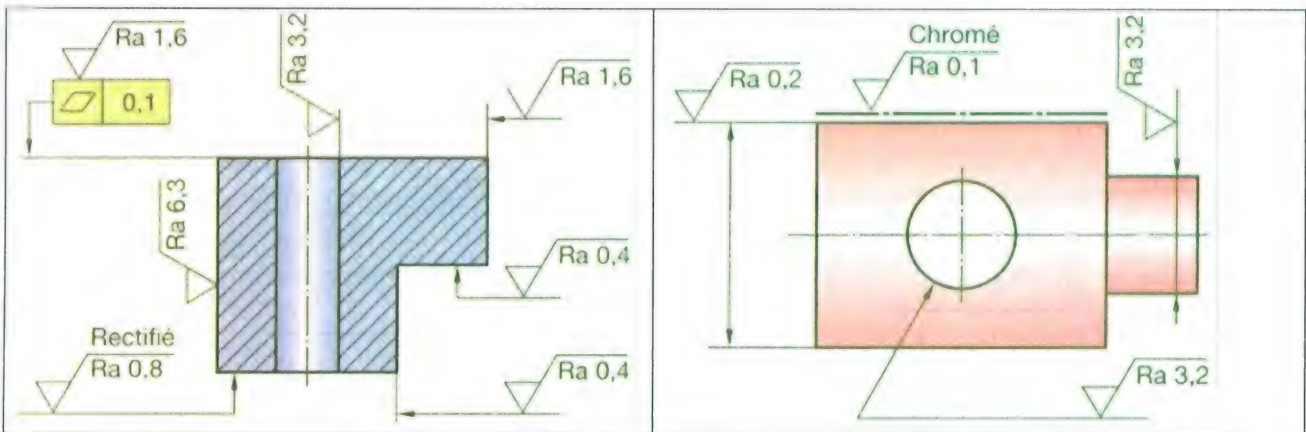 Ra 1,6
0,1
Ra 3,2
Ra 1,6
Ra 6,3
Ra 0,4
Rectifié
Ra 0,8
Ra 0,4
Chromé
Ra 0,1
Ra 0,2
Ra 3,2
Ra 3,2